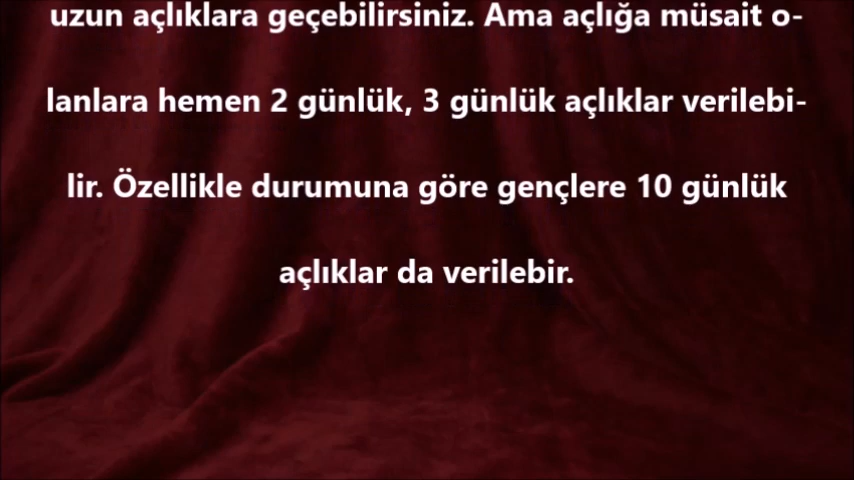 uzun açlıklara geçebilirsiniz. Ama açlığa müsait o-
lanlara hemen 2 günlük, 3 günlük açlıklar verilebi-
lir. Özellikle durumuna göre gençlere 10 günlük
açlıklar da verilebir.